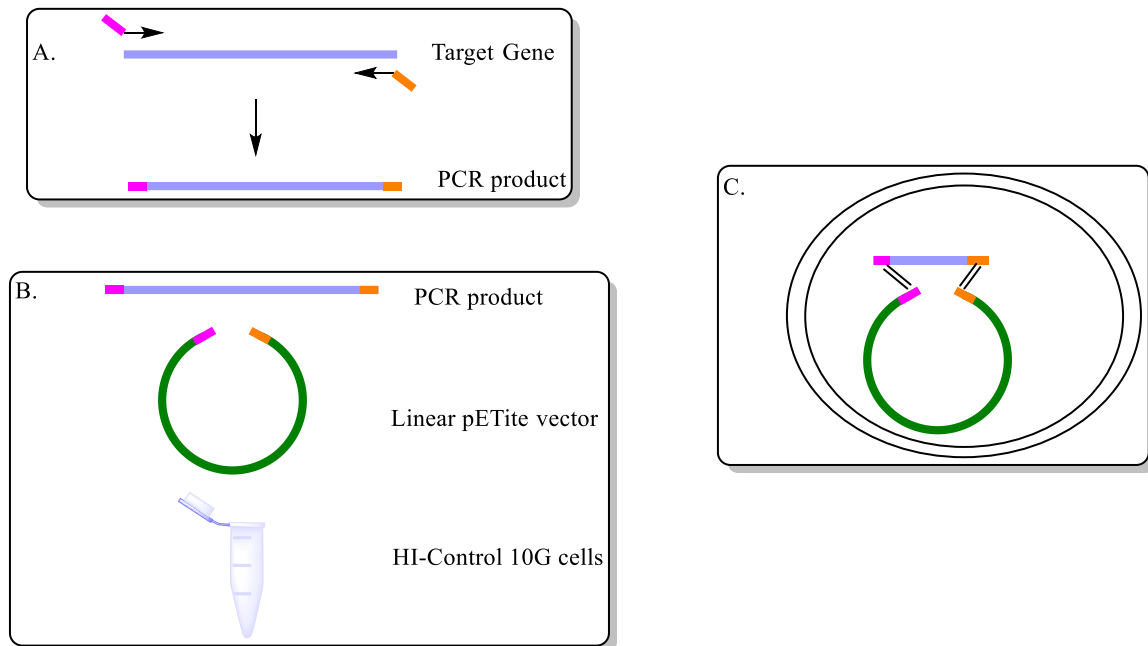 A.
Target Gene
PCR product
B.
PCR product
Linear pETite vector
HI-Control 10G cells
C.